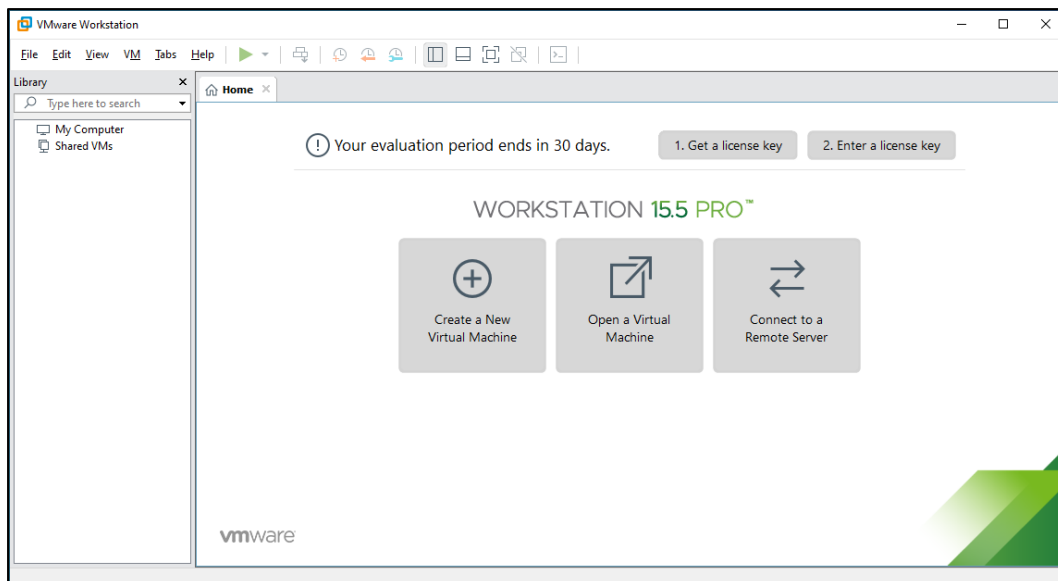 VMware Workstation
File Edit View VM Tabs Help
Library
Type here to search
My Computer
Shared VMs
Home
Your evaluation period ends in 30 days.
1. Get a license key
2. Enter a license key
WORKSTATION 15.5 PRO™
Create a New
Virtual Machine
Open a Virtual
Machine
Connect to a
Remote Server
vmware